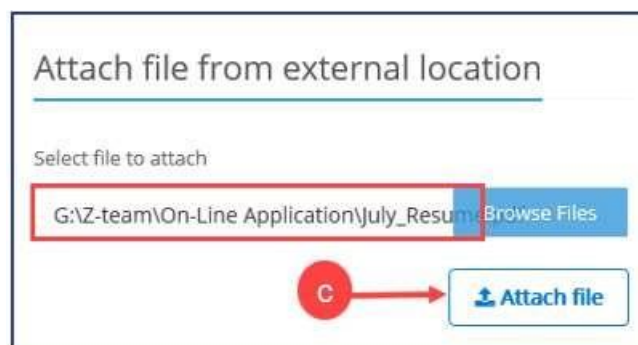 Attach file from external location
Select file to attach
G:\Z-team\On-Line Application\July_Resum Browse Files
C
Attach file